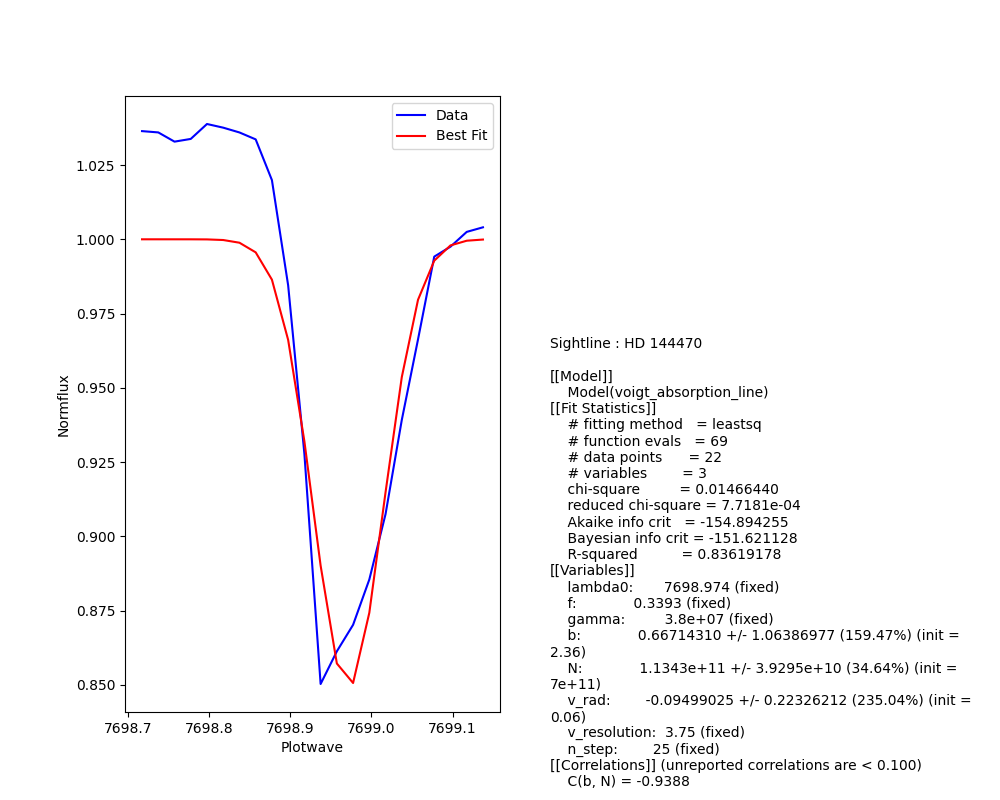 Data
Best Fit
1.025
1.000
0.975
0.950
0.925
0.900
0.875
0.850
Normflux
7698.7 7698.8 7698.9 7699.0 7699.1
Plotwave
Sightline : HD 144470
[[Model]]
Model(voigt_absorption_line)
[[Fit Statistics]]
# fitting method = leastsq
# function evals = 69
# data points = 22
# variables = 3
chi-square = 0.01466440
reduced chi-square = 7.7181e-04
Akaike info crit = -154.894255
Bayesian info crit = -151.621128
R-squared = 0.83619178
[[Variables]]
lambda0: 7698.974 (fixed)
f: 0.3393 (fixed)
gamma: 3.8e+07 (fixed)
b: 0.66714310 +/- 1.06386977 (159.47%) (init =
2.36)
N: 1.1343e+11 +/- 3.9295e+10 (34.64%) (init =
7e+11)
v_rad: -0.09499025 +/- 0.22326212 (235.04%) (init =
0.06)
v_resolution: 3.75 (fixed)
n_step: 25 (fixed)
[[Correlations]] (unreported correlations are < 0.100)
C(b, N) = -0.9388